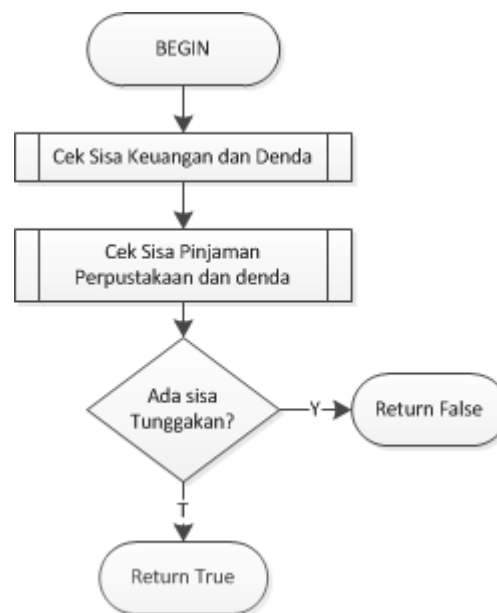 BEGIN
Cek Sisa Keuangan dan Denda
Cek Sisa Pinjaman
Perpustakaan dan denda
Ada sisa
Tunggakan?
Y
Return False
T
Return True